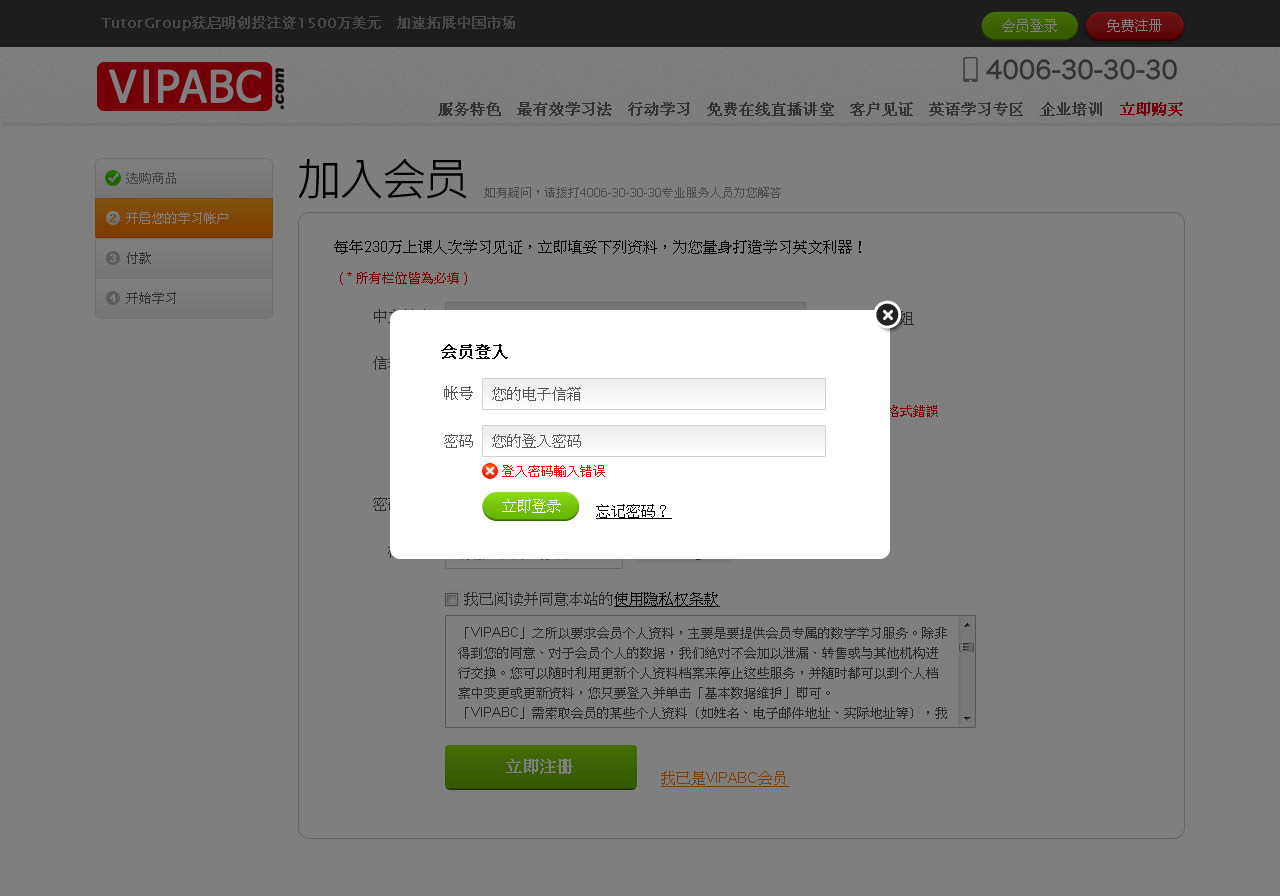 TutorGroup获启明创投注资1500万美元 加速拓展中国市场
会员登录 免费注册
VIPABC.com
4006-30-30-30
服务特色 最有效学习法 行动学习 免费在线直播讲堂 客户见证 英语学习专区 企业培训 立即购买
选购商品
2 开启您的学习帐户
3 付款
4 开始学习
加入会员 如有疑问，请拨打4006-30-30-30专业服务人员为您解答
每年230万上课人次学习见证，立即填妥下列资料，为您量身打造学习英文利器！
（* 所有栏位皆為必填）
会员登入
帐号 您的电子信箱
格式錯誤
密码 您的登入密码
登入密码輸入错误
立即登录 忘记密码？
我已阅读并同意本站的使用隐私权条款
「VIPABC」之所以要求会员个人资料，主要是要提供会员专属的数字学习服务。除非
得到您的同意、对于会员个人的数据，我们绝对不会加以泄漏、转售或与其他机构进
行交换。您可以随时利用更新个人资料档案来停止这些服务，并随时都可以到个人档
案中变更或更新资料，您只要登入并单击「基本数据维护」即可。
「VIPABC」需索取会员的某些个人资料（如姓名、电子邮件地址、实际地址等），我
立即注册 我已是VIPABC会员